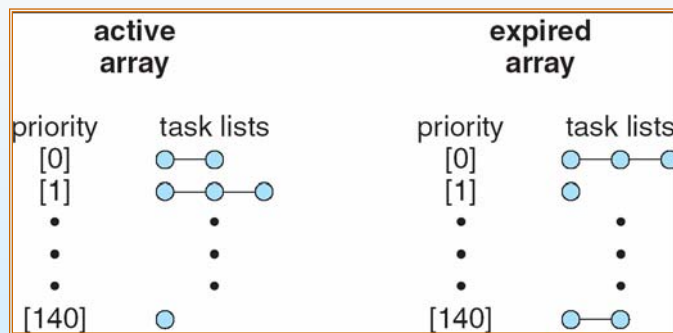 active array
expired array
priority task lists priority task lists
[0] [0]
[1] [1]
[140] [140]